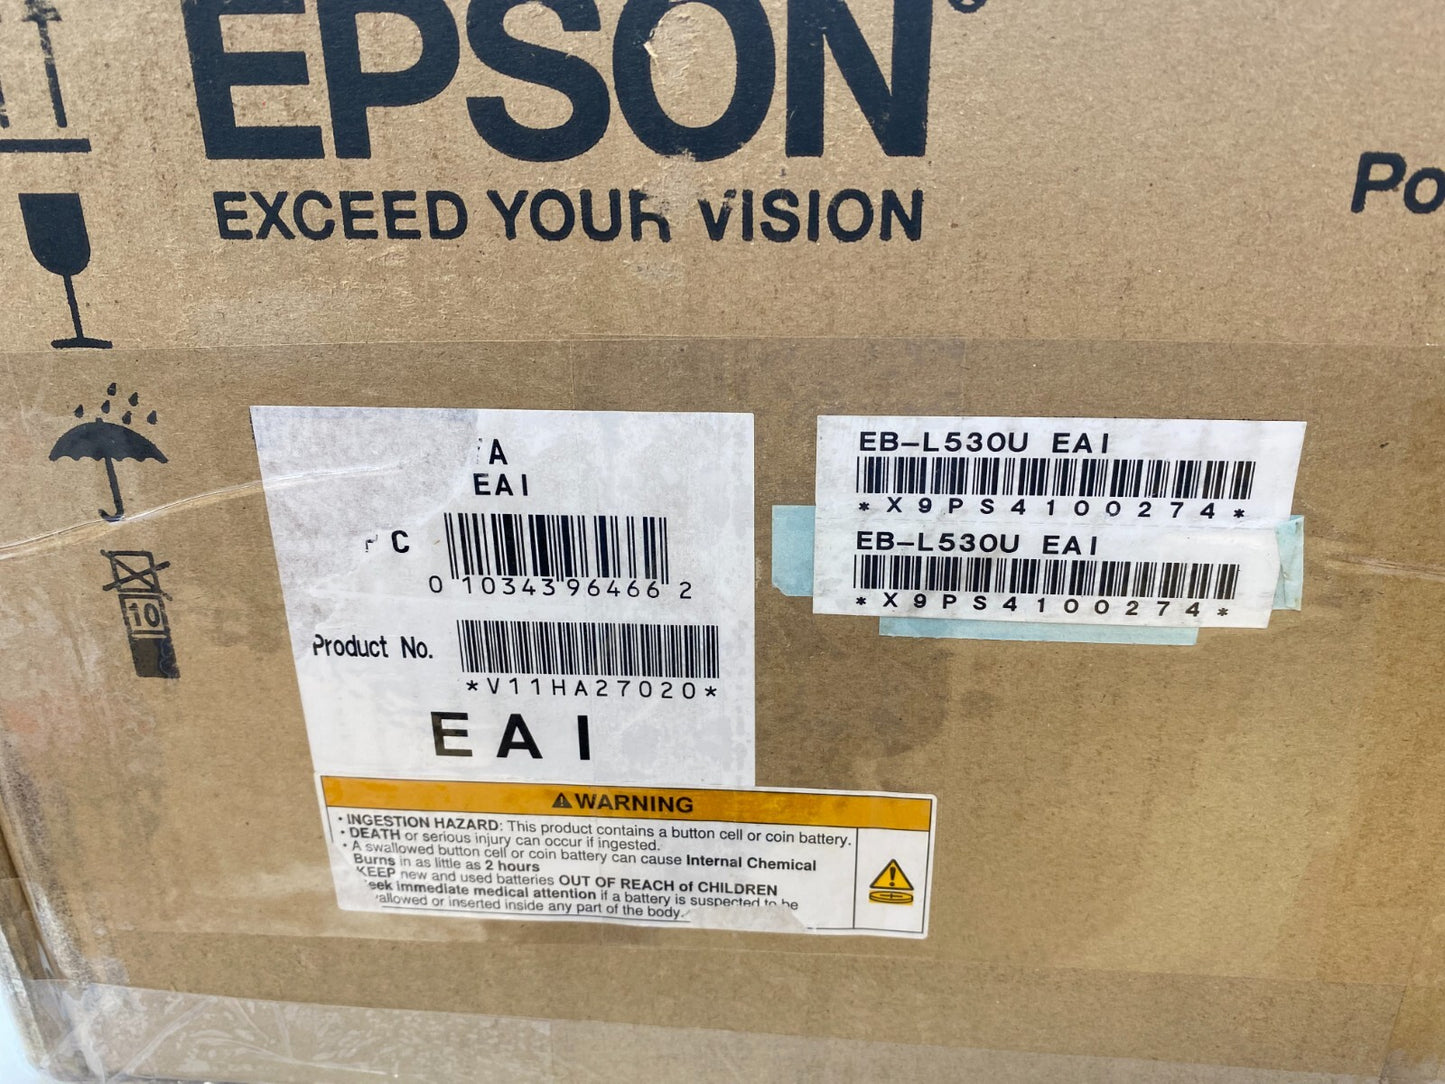 EPSON®
EXCEED YOUR VISION
Po
10
A
EAI
C
0 10343 96466 2
Product No.
*V11HA27020*
EAI
EB-L530U EAI
*X9PS4100274*
EB-L530U EAI
*X9PS4100274*
WARNING
• INGESTION HAZARD: This product contains a button cell or coin battery.
• DEATH or serious injury can occur if ingested.
• A swallowed button cell or coin battery can cause Internal Chemical
Burns in as little as 2 hours
KEEP new and used batteries OUT OF REACH of CHILDREN
eek immediate medical attention if a battery is suspected to be
allowed or inserted inside any part of the body.